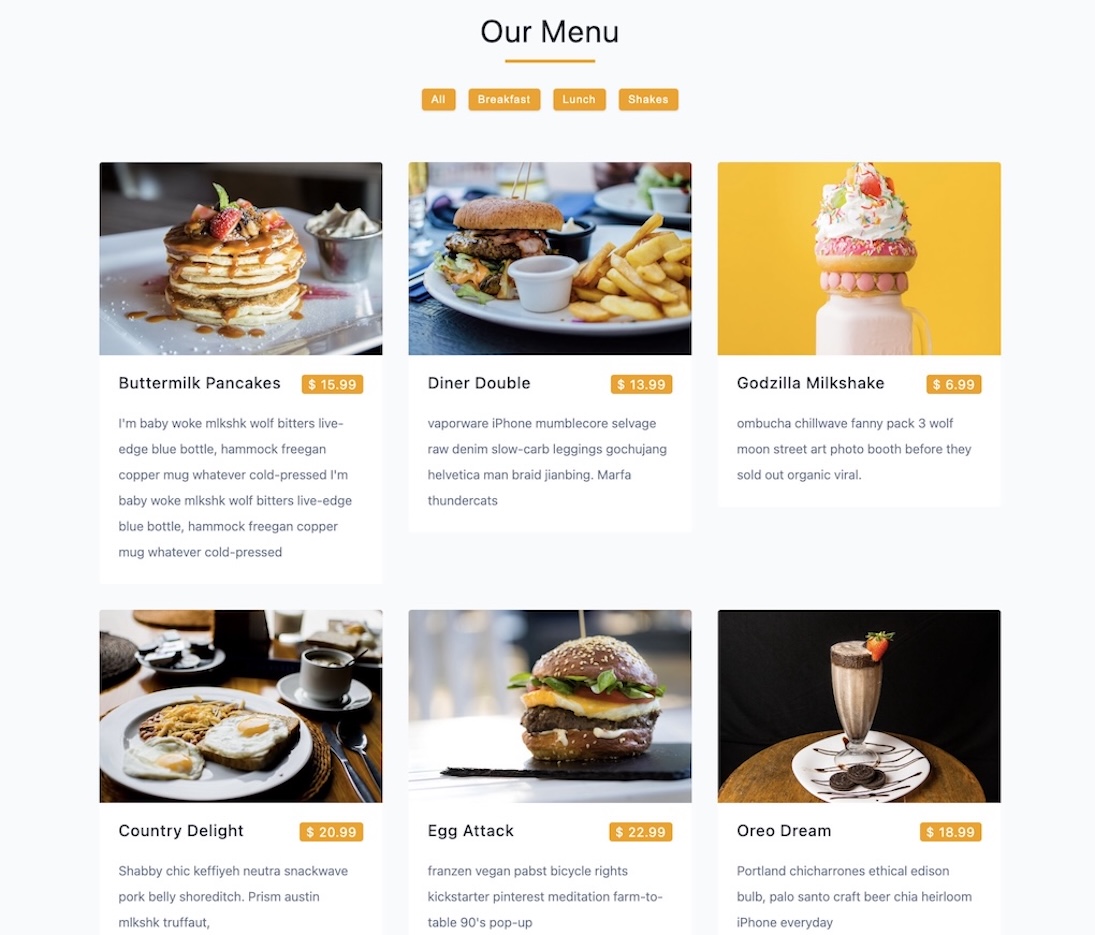 Our Menu
All Breakfast Lunch Shakes
Buttermilk Pancakes $ 15.99
I'm baby woke mlkshk wolf bitters live-
edge blue bottle, hammock freegan
copper mug whatever cold-pressed I'm
baby woke mlkshk wolf bitters live-edge
blue bottle, hammock freegan copper
mug whatever cold-pressed
Diner Double $ 13.99
vaporware iPhone mumblecore selvage
raw denim slow-carb leggings gochujang
helvetica man braid jianbing. Marfa
thundercats
Godzilla Milkshake $ 6.99
ombucha chillwave fanny pack 3 wolf
moon street art photo booth before they
sold out organic viral.
Country Delight $ 20.99
Shabby chic keffiyeh neutra snackwave
pork belly shoreditch. Prism austin
mlkshk truffaut,
Egg Attack $ 22.99
franzen vegan pabst bicycle rights
kickstarter pinterest meditation farm-to-
table 90's pop-up
Oreo Dream $ 18.99
Portland chicharrones ethical edison
bulb, palo santo craft beer chia heirloom
iPhone everyday